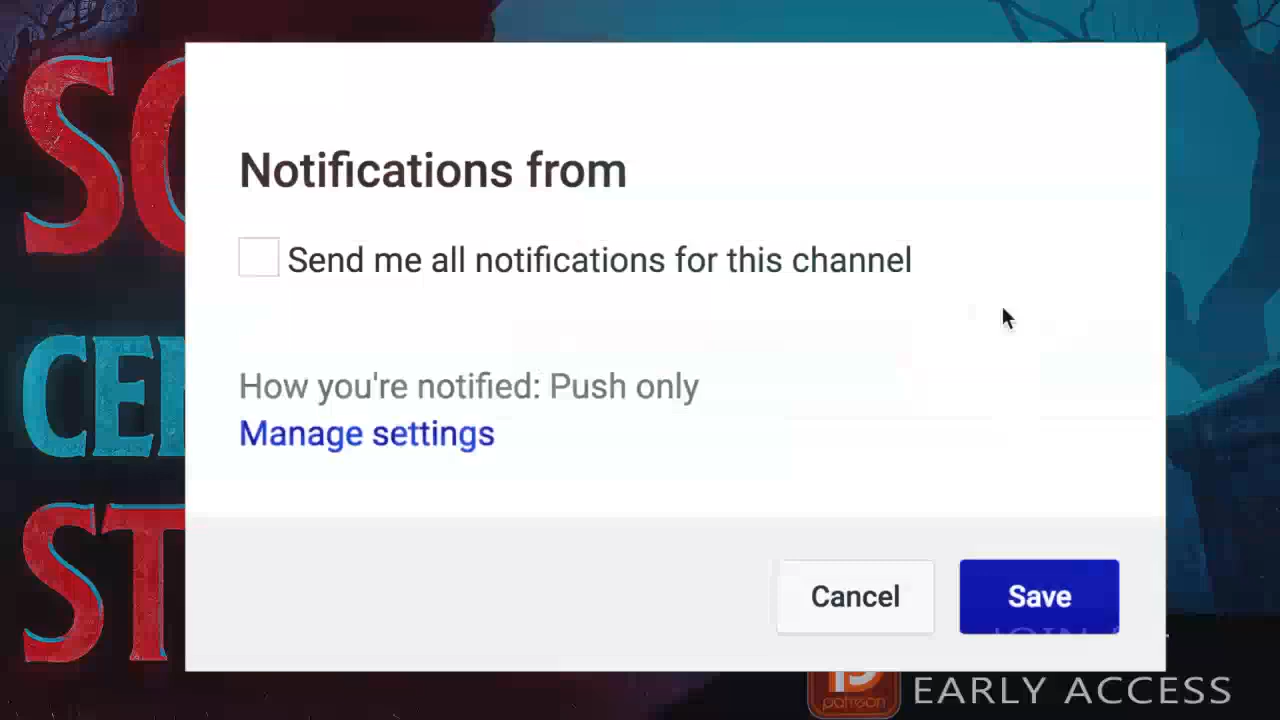 Notifications from
Send me all notifications for this channel
How you're notified: Push only
Manage settings
Cancel
Save
patreon
EARLY ACCESS